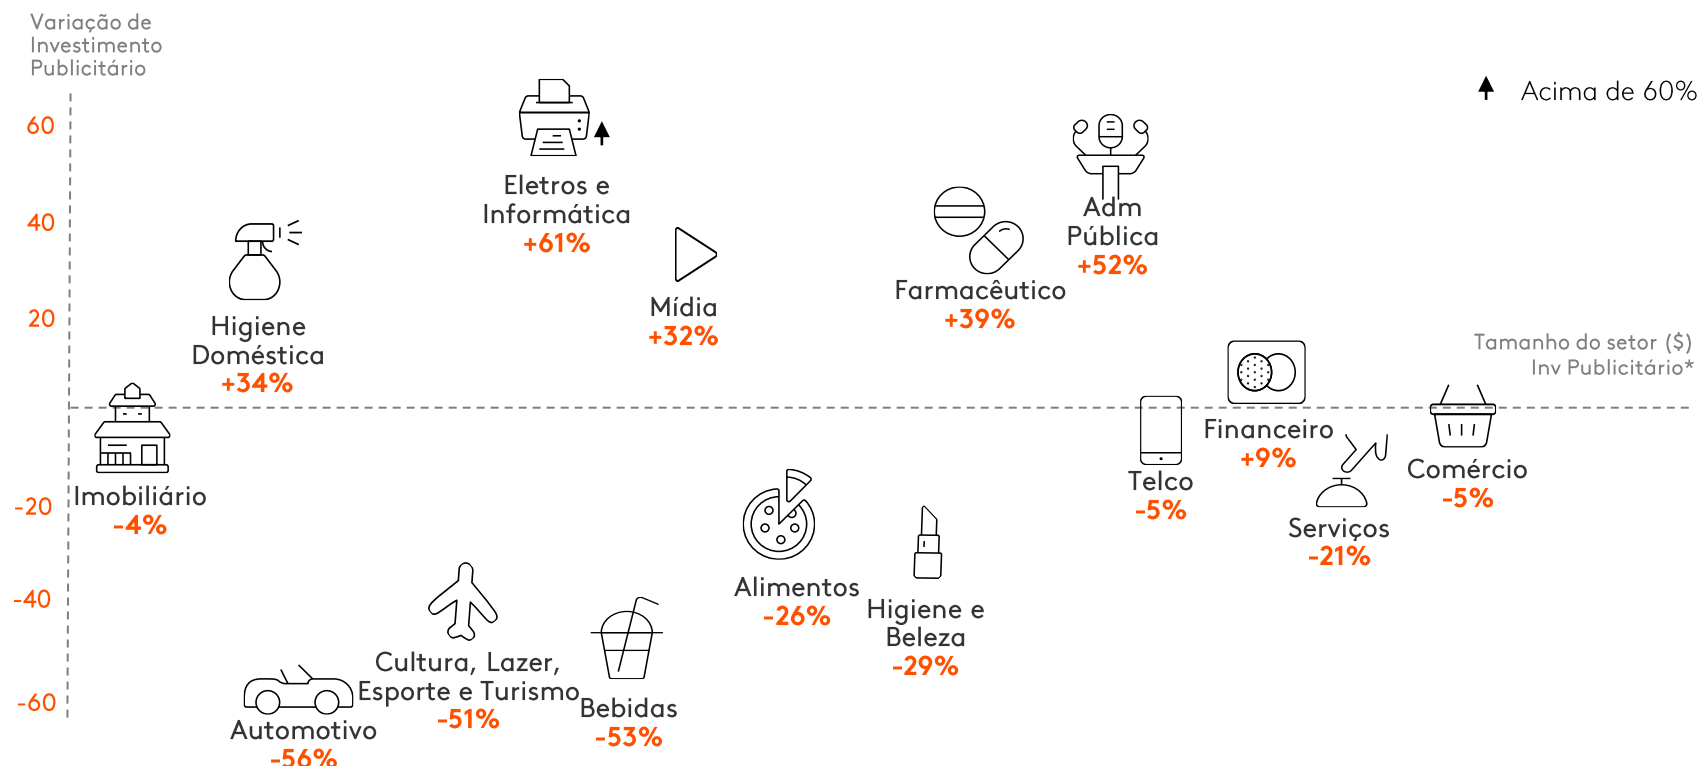 Variação de
Investimento
Publicitário
Acima de 60%
60
40
20
-20
-40
-60
Tamanho do setor ($)
Inv Publicitário*
Eletros e
Informática
+61%
Adm
Pública
+52%
Higiene
Doméstica
+34%
Mídia
+32%
Farmacêutico
+39%
Imobiliário
-4%
Financeiro
+9%
Telco
-5%
Serviços
-21%
Comércio
-5%
Alimentos
-26%
Higiene e
Beleza
-29%
Automotivo
-56%
Cultura, Lazer,
Esporte e Turismo
-51%
Bebidas
-53%